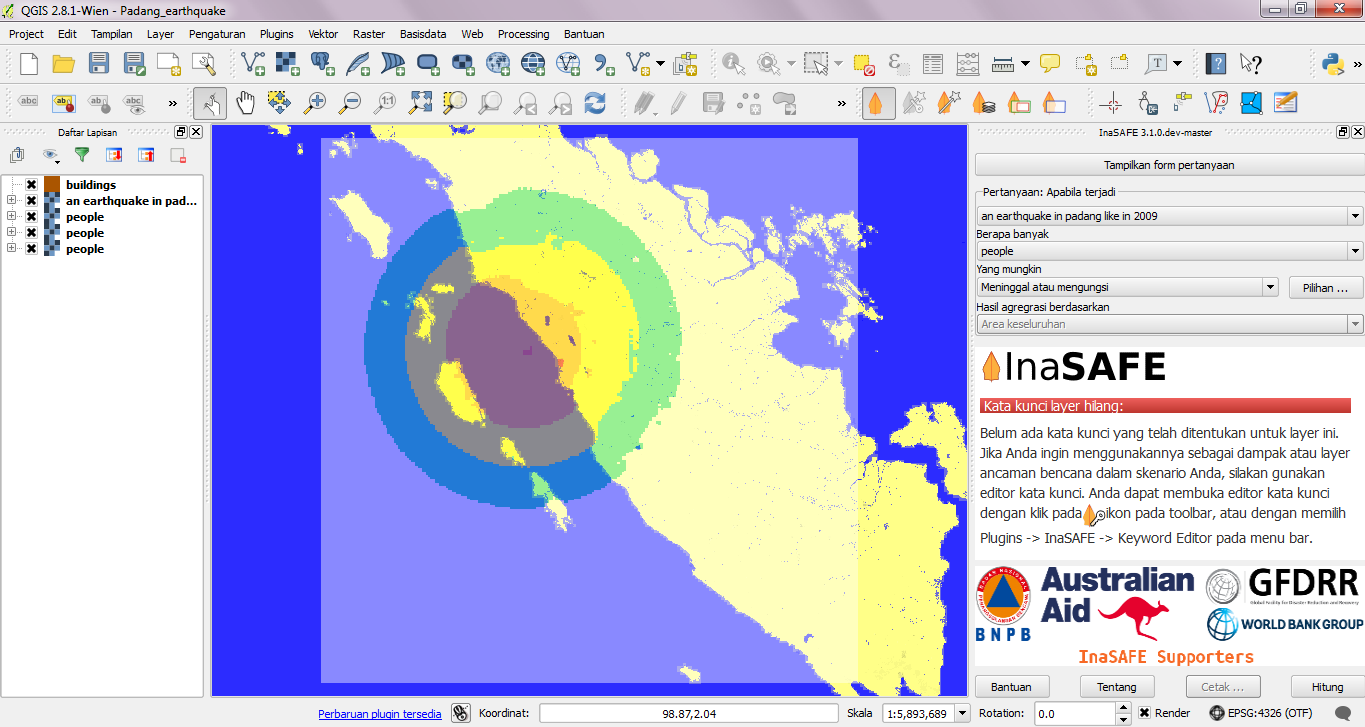 QGIS 2.8.1-Wien - Padang_earthquake
Project Edit Tampilan Layer Pengaturan Plugins Vektor Raster Basisdata Web Processing Bantuan
abc ab abc
Daftar Lapisan
InaSAFE 3.1.0.dev-master
buildings
an earthquake in pad...
people
people
people
Tampilkan form pertanyaan
Pertanyaan: Apabila terjadi
an earthquake in padang like in 2009
Berapa banyak
people
Yang mungkin
Meninggal atau mengungsi
Pilihan ...
Hasil agregrasi berdasarkan
Area keseluruhan
InaSAFE
Kata kunci layer hilang:
Belum ada kata kunci yang telah ditentukan untuk layer ini.
Jika Anda ingin menggunakannya sebagai dampak atau layer
ancaman bencana dalam skenario Anda, silakan gunakan
editor kata kunci. Anda dapat membuka editor kata kunci
dengan klik pada ikon pada toolbar, atau dengan memilih
Plugins -> InaSAFE -> Keyword Editor pada menu bar.
BNPB
Australian
Aid
GFDRR
Global Facility for Disaster Reduction and Recovery
WORLD BANK GROUP
InaSAFE Supporters
Bantuan Tentang Cetak ... Hitung
Perbaruan plugin tersedia Koordinat: 98.87,2.04 Skala 1:5,893,689 Rotation: 0.0 Render EPSG:4326 (OTF)